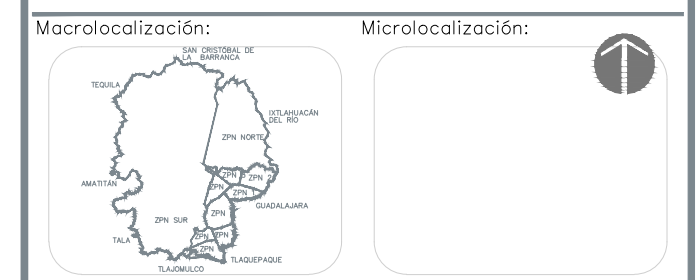 Macrolocalización:
Microlocalización:
SAN CRISTÓBAL DE
LA BARRANCA
TEQUILA
IXTLAHUACÁN
DEL RÍO
ZPN NORTE
ZPN
ZPN 2
ZPN
ZPN 1
AMATITÁN
GUADALAJARA
ZPN
ZPN SUR
ZPN
ZPN
TALA
ZPN
TLAQUEPAQUE
TLAJOMULCO